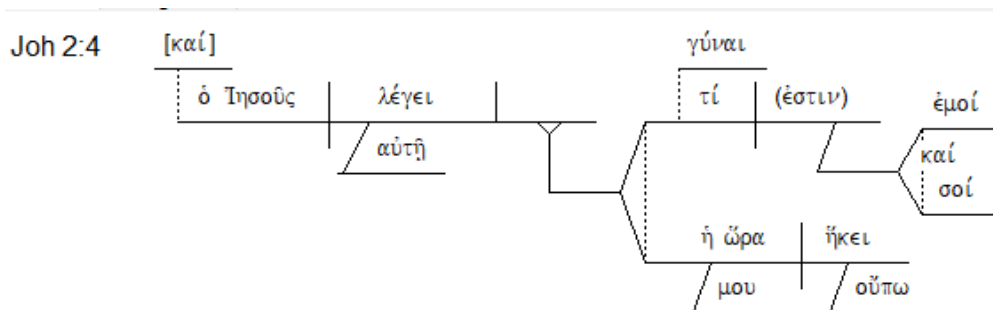 Joh 2:4
[καί]
γύναι
ὁ Ἰησοῦς λέγει
τί (ἐστιν)
ἐμοί
αὐτῇ
καί
σοί
ἡ ὥρα ἥκει
μου οὔπω